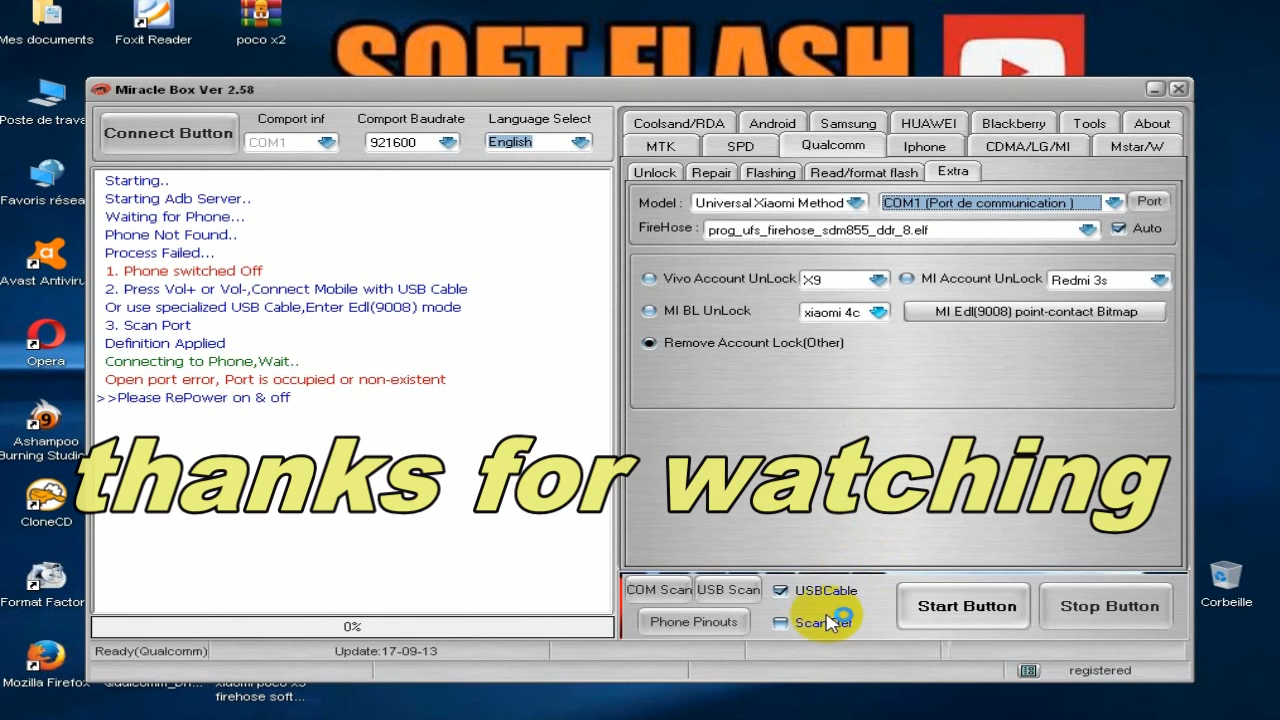 Mes documents
Foxit Reader
poco x2
SOFT FLASH
Poste de trava
Favoris résea
Avast Antiviru
Opera
Ashampoo
Burning Studio
CloneCD
Format Factor
Mozilla Firefox
xiaomi poco x3
firehose soft...
Corbeille
Miracle Box Ver 2.58
Connect Button
Comport inf
COM1
Comport Baudrate
921600
Language Select
English
Starting..
Starting Adb Server..
Waiting for Phone...
Phone Not Found..
Process Failed...
1. Phone switched Off
2. Press Vol+ or Vol-,Connect Mobile with USB Cable
Or use specialized USB Cable,Enter Edl(9008) mode
3. Scan Port
Definition Applied
Connecting to Phone,Wait..
Open port error, Port is occupied or non-existent
>>Please RePower on & off
Coolsand/RDA Android Samsung HUAWEI Blackberry Tools About
MTK SPD Qualcomm Iphone CDMA/LG/MI Mstar/W
Unlock Repair Flashing Read/format flash Extra
Model : Universal Xiaomi Method COM1 (Port de communication ) Port
FireHose : prog_ufs_firehose_sdm855_ddr_8.elf Auto
Vivo Account UnLock X9 MI Account UnLock Redmi 3s
MI BL UnLock xiaomi 4c MI Edl(9008) point-contact Bitmap
Remove Account Lock(Other)
thanks for watching
COM Scan USB Scan USBCable
Phone Pinouts
Start Button Stop Button
0%
Ready(Qualcomm) Update:17-09-13
registered